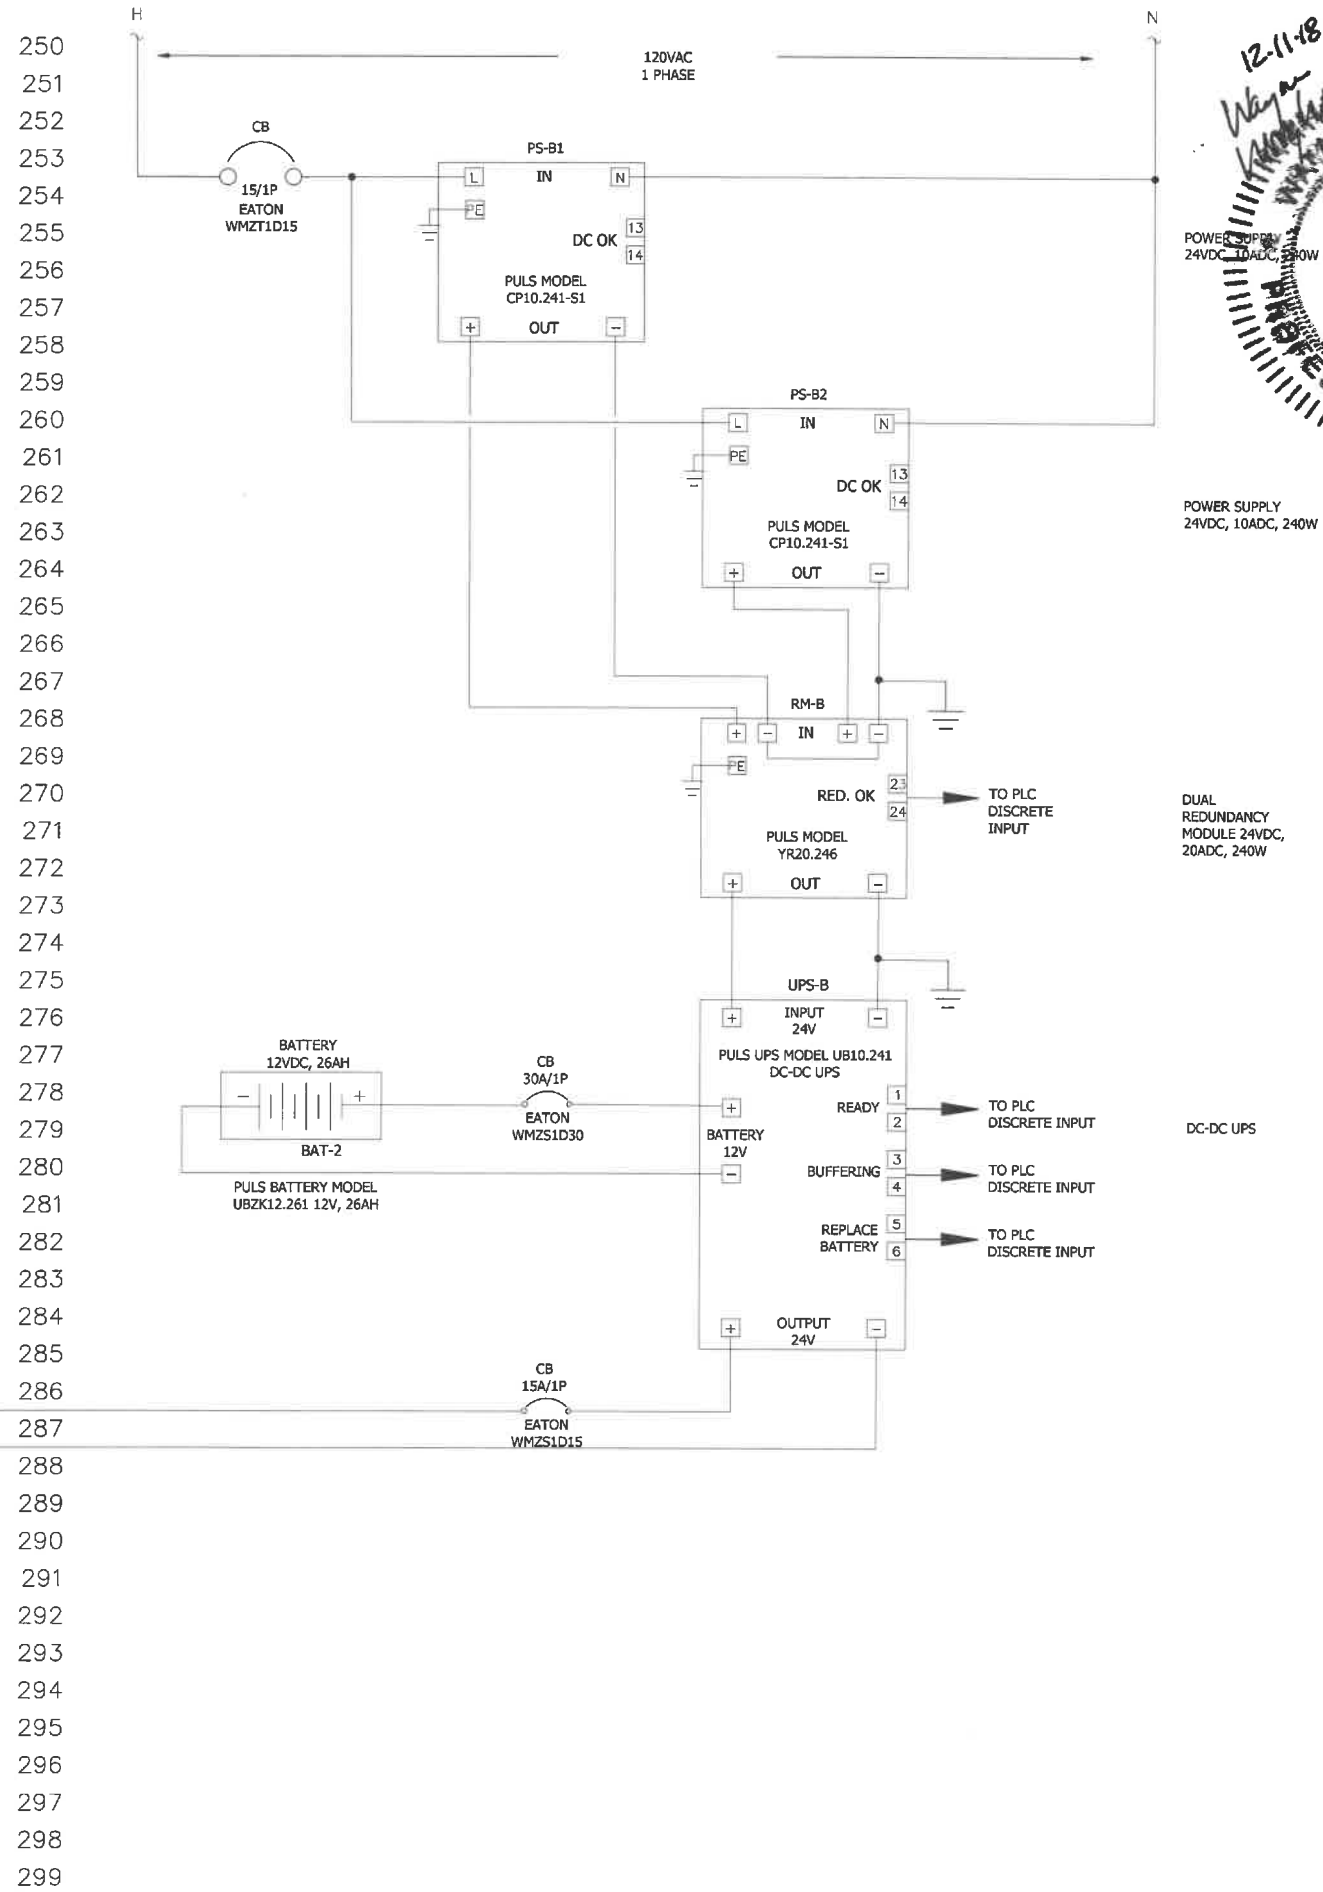 H
N
250
120VAC
1 PHASE
12-11-18
251
Wayne
252
CB
253
PS-B1
L
IN
N
15/1P
254
EATON
PE
WMZT1D15
255
13
DC OK
14
POWER SUPPLY
24VDC, 10ADC, 240W
256
PULS MODEL
CP10.241-S1
257
+
OUT
-
258
259
PS-B2
260
L
IN
N
261
PE
262
13
DC OK
14
263
PULS MODEL
CP10.241-S1
POWER SUPPLY
24VDC, 10ADC, 240W
264
+
OUT
-
265
266
267
RM-B
268
+
-
IN
+
-
269
PE
270
RED. OK
23
24
TO PLC
DISCRETE
INPUT
271
PULS MODEL
YR20.246
DUAL
REDUNDANCY
MODULE 24VDC,
20ADC, 240W
272
+
OUT
-
273
274
275
UPS-B
276
+
INPUT
24V
-
277
BATTERY
12VDC, 26AH
CB
30A/1P
PULS UPS MODEL UB10.241
DC-DC UPS
278
-
+
EATON
WMZS1D30
+
READY
1
2
TO PLC
DISCRETE INPUT
279
BAT-2
BATTERY
12V
DC-DC UPS
280
-
BUFFERING
3
4
TO PLC
DISCRETE INPUT
281
PULS BATTERY MODEL
UBZK12.261 12V, 26AH
282
REPLACE
BATTERY
5
6
TO PLC
DISCRETE INPUT
283
284
+
OUTPUT
24V
-
285
286
CB
15A/1P
287
EATON
WMZS1D15
288
289
290
291
292
293
294
295
296
297
298
299